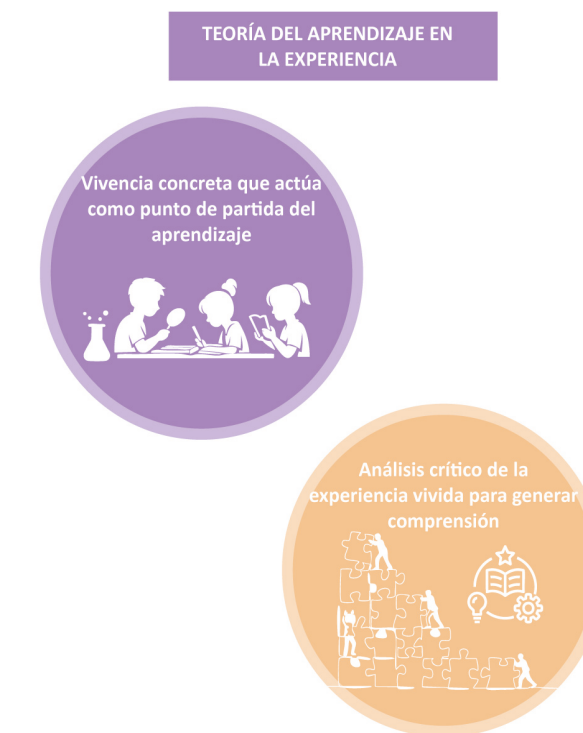 TEORÍA DEL APRENDIZAJE EN
LA EXPERIENCIA
Vivencia concreta que actúa
como punto de partida del
aprendizaje
Análisis crítico de la
experiencia vivida para generar
comprensión